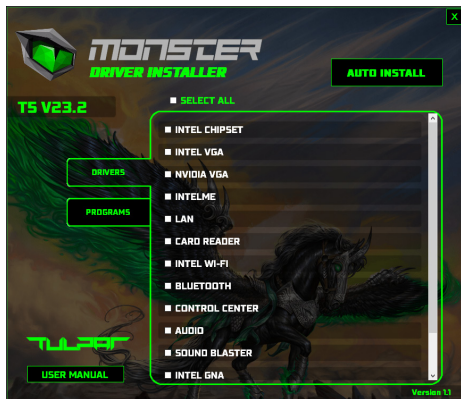 X
MONSTER
DRIVER INSTALLER
AUTO INSTALL
T5 V23.2
SELECT ALL
INTEL CHIPSET
INTEL VGA
DRIVERS
NVIDIA VGA
INTELME
PROGRAMS
LAN
CARD READER
INTEL WI-FI
BLUETOOTH
CONTROL CENTER
AUDIO
TULPAR
SOUND BLASTER
USER MANUAL
INTEL GNA
Version 1.1